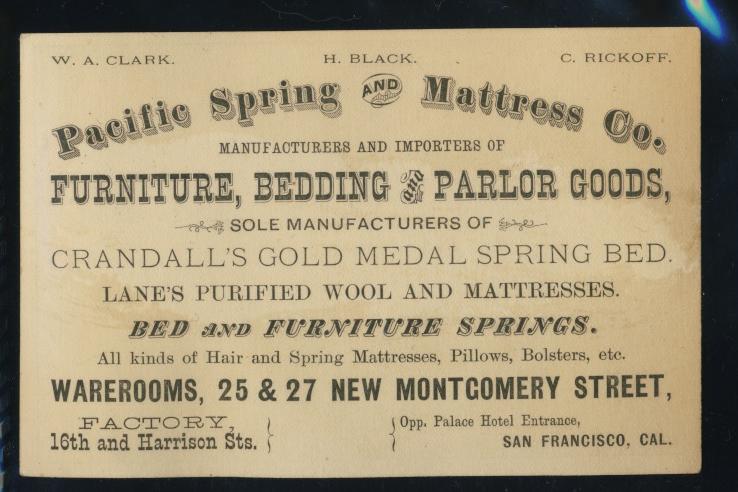 W. A. CLARK. H. BLACK. C. RICKOFF.
Pacific Spring AND Mattress Co.
MANUFACTURERS AND IMPORTERS OF
FURNITURE, BEDDING and PARLOR GOODS,
SOLE MANUFACTURERS OF
CRANDALL'S GOLD MEDAL SPRING BED.
LANE'S PURIFIED WOOL AND MATTRESSES.
BED AND FURNITURE SPRINGS.
All kinds of Hair and Spring Mattresses, Pillows, Bolsters, etc.
WAREROOMS, 25 & 27 NEW MONTGOMERY STREET,
FACTORY,
16th and Harrison Sts.
Opp. Palace Hotel Entrance,
SAN FRANCISCO, CAL.